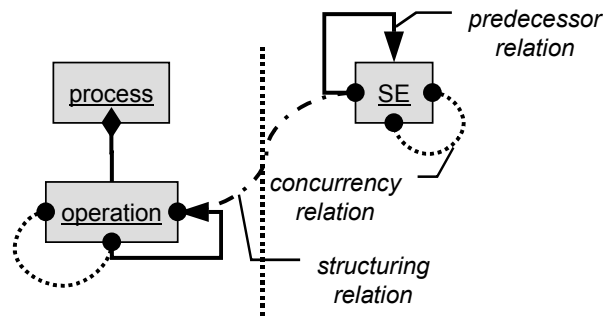 predecessor
relation
process
SE
concurrency
relation
operation
structuring
relation